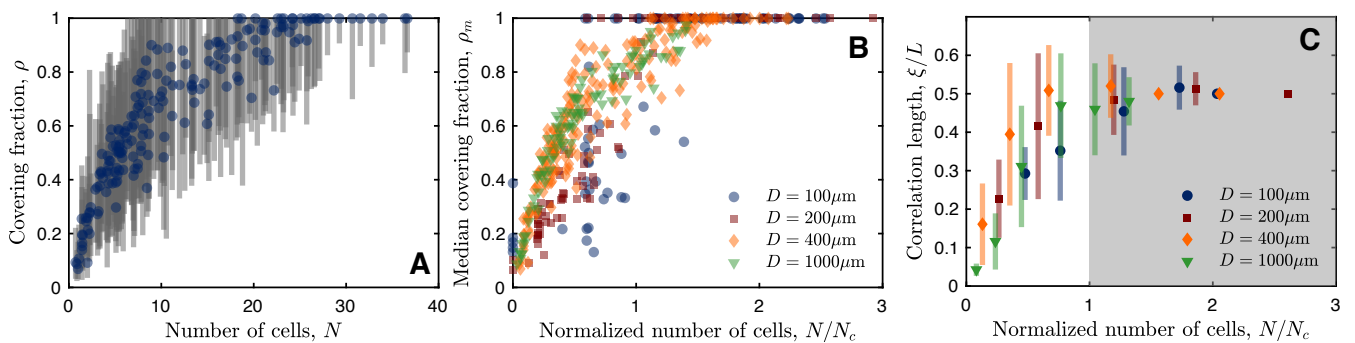 Covering fraction, ρ
1
0.8
0.6
0.4
0.2
0
0
10
20
30
40
Number of cells, N
A
Median covering fraction, ρm
1
0.8
0.6
0.4
0.2
0
0
1
2
3
Normalized number of cells, N/Nc
B
D = 100μm
D = 200μm
D = 400μm
D = 1000μm
Correlation length, ξ/L
0.6
0.5
0.4
0.3
0.2
0.1
0
0
1
2
3
Normalized number of cells, N/Nc
C
D = 100μm
D = 200μm
D = 400μm
D = 1000μm